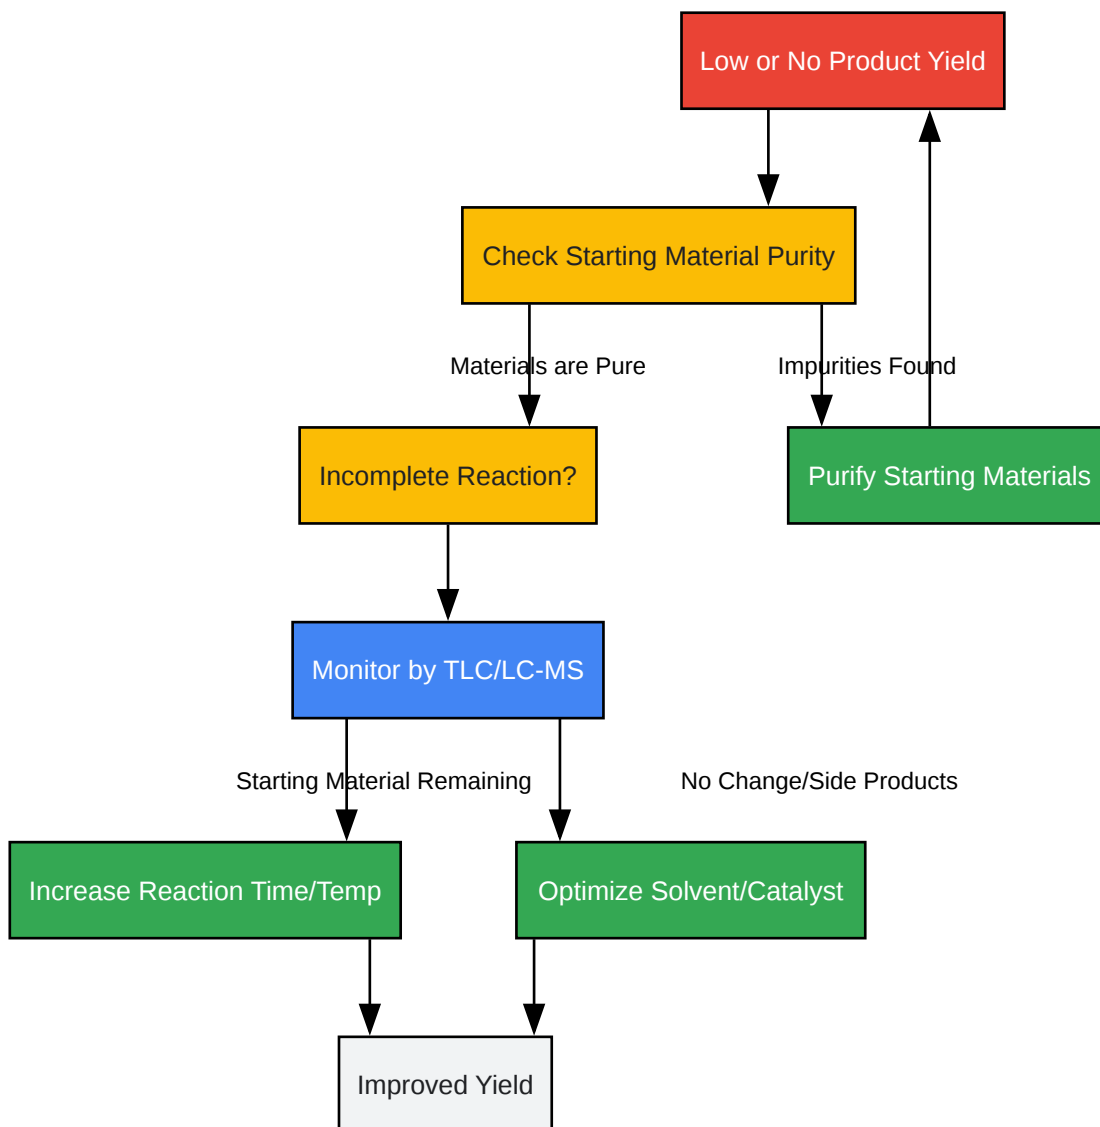 Low or No Product Yield
Check Starting Material Purity
Materials are Pure
Impurities Found
Incomplete Reaction?
Purify Starting Materials
Monitor by TLC/LC-MS
Starting Material Remaining
No Change/Side Products
Increase Reaction Time/Temp
Optimize Solvent/Catalyst
Improved Yield